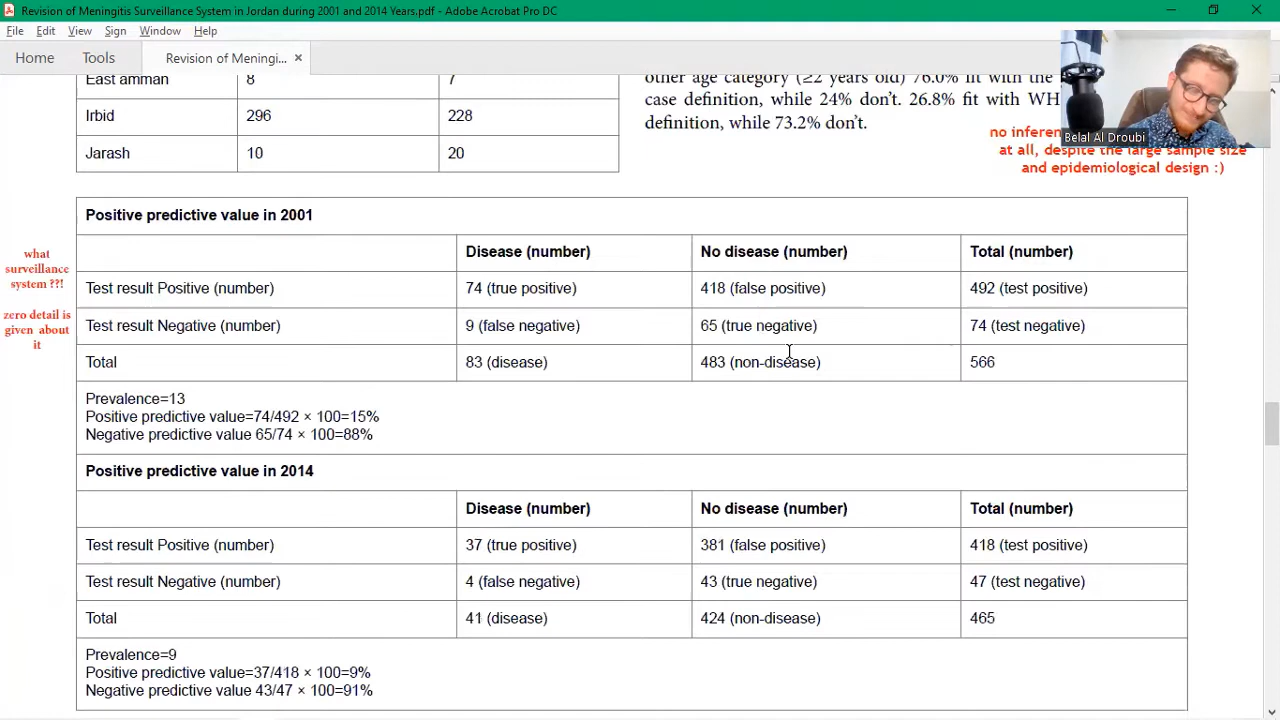 Revision of Meningitis Surveillance System in Jordan during 2001 and 2014 Years.pdf - Adobe Acrobat Pro DC
File Edit View Sign Window Help
Home Tools Revision of Meningi... ×
East amman 8 7
Irbid 296 228
Jarash 10 20
other age category (≥2 years old) 76.0% fit with the
case definition, while 24% don't. 26.8% fit with WH
definition, while 73.2% don't.
Belal Al Droubi
no
at all, despite the large sample size
and epidemiological design :)
what
surveillance
system ??!
zero detail is
given about
it
Positive predictive value in 2001
Disease (number) No disease (number) Total (number)
Test result Positive (number) 74 (true positive) 418 (false positive) 492 (test positive)
Test result Negative (number) 9 (false negative) 65 (true negative) 74 (test negative)
Total 83 (disease) 483 (non-disease) 566
Prevalence=13
Positive predictive value=74/492 × 100=15%
Negative predictive value 65/74 × 100=88%
Positive predictive value in 2014
Disease (number) No disease (number) Total (number)
Test result Positive (number) 37 (true positive) 381 (false positive) 418 (test positive)
Test result Negative (number) 4 (false negative) 43 (true negative) 47 (test negative)
Total 41 (disease) 424 (non-disease) 465
Prevalence=9
Positive predictive value=37/418 × 100=9%
Negative predictive value 43/47 × 100=91%